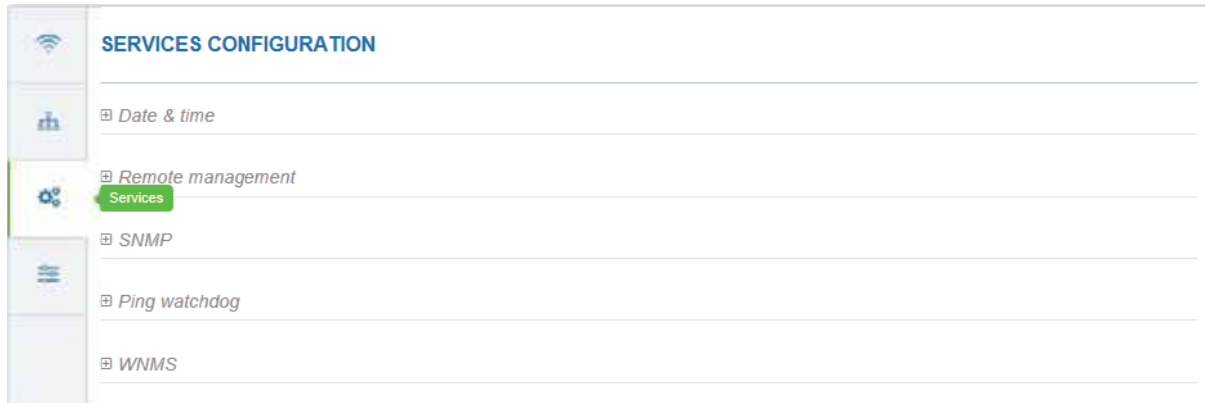 SERVICES CONFIGURATION
Date & time
Remote management
Services
SNMP
Ping watchdog
WNMS